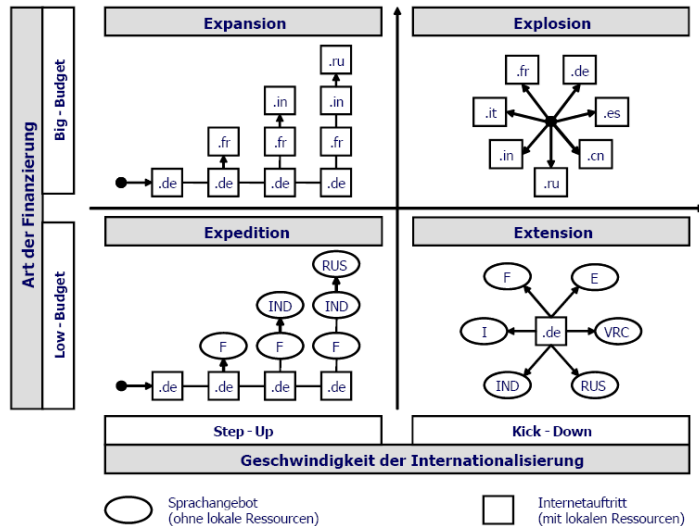 Expansion
Explosion
Art der Finanzierung
Big - Budget
Low - Budget
.ru
.in .in
.fr .fr .fr
.de .de .de .de
.fr .de
.it .es
.in .cn
.ru
Expedition
Extension
RUS
IND IND
F F F
.de .de .de .de
F E
I .de VRC
IND RUS
Step - Up
Kick - Down
Geschwindigkeit der Internationalisierung
Sprachangebot
(ohne lokale Ressourcen)
Internetauftritt
(mit lokalen Ressourcen)